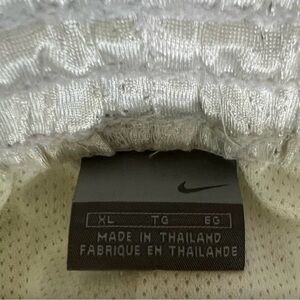 XL TG EG
MADE IN THAILAND
FABRIQUE EN THAILANDE